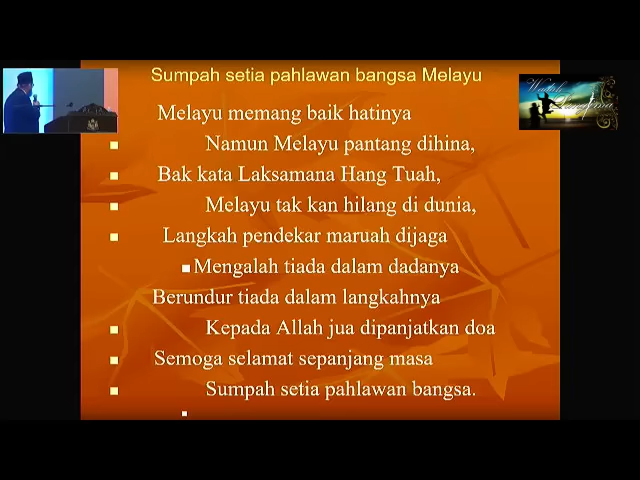 Sumpah setia pahlawan bangsa Melayu
Melayu memang baik hatinya
Namun Melayu pantang dihina,
Bak kata Laksamana Hang Tuah,
Melayu tak kan hilang di dunia,
Langkah pendekar maruah dijaga
Mengalah tiada dalam dadanya
Berundur tiada dalam langkahnya
Kepada Allah jua dipanjatkan doa
Semoga selamat sepanjang masa
Sumpah setia pahlawan bangsa.